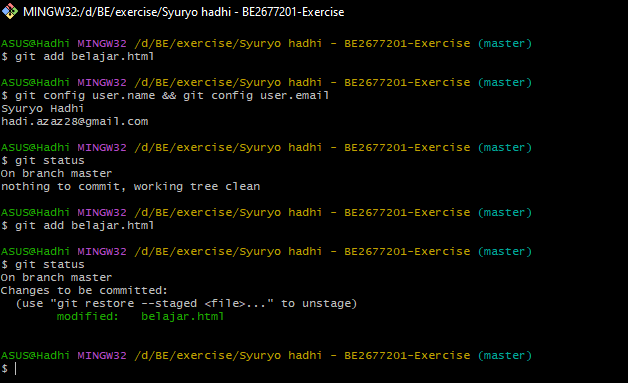 MINGW32:/d/BE/exercise/Syuryo hadhi - BE2677201-Exercise
ASUS@Hadhi MINGW32 /d/BE/exercise/Syuryo hadhi - BE2677201-Exercise (master)
$ git add belajar.html
ASUS@Hadhi MINGW32 /d/BE/exercise/Syuryo hadhi - BE2677201-Exercise (master)
$ git config user.name && git config user.email
Syuryo Hadhi
hadi.azaz28@gmail.com
ASUS@Hadhi MINGW32 /d/BE/exercise/Syuryo hadhi - BE2677201-Exercise (master)
$ git status
On branch master
nothing to commit, working tree clean
ASUS@Hadhi MINGW32 /d/BE/exercise/Syuryo hadhi - BE2677201-Exercise (master)
$ git add belajar.html
ASUS@Hadhi MINGW32 /d/BE/exercise/Syuryo hadhi - BE2677201-Exercise (master)
$ git status
On branch master
Changes to be committed:
  (use "git restore --staged <file>..." to unstage)
        modified:   belajar.html
ASUS@Hadhi MINGW32 /d/BE/exercise/Syuryo hadhi - BE2677201-Exercise (master)
$